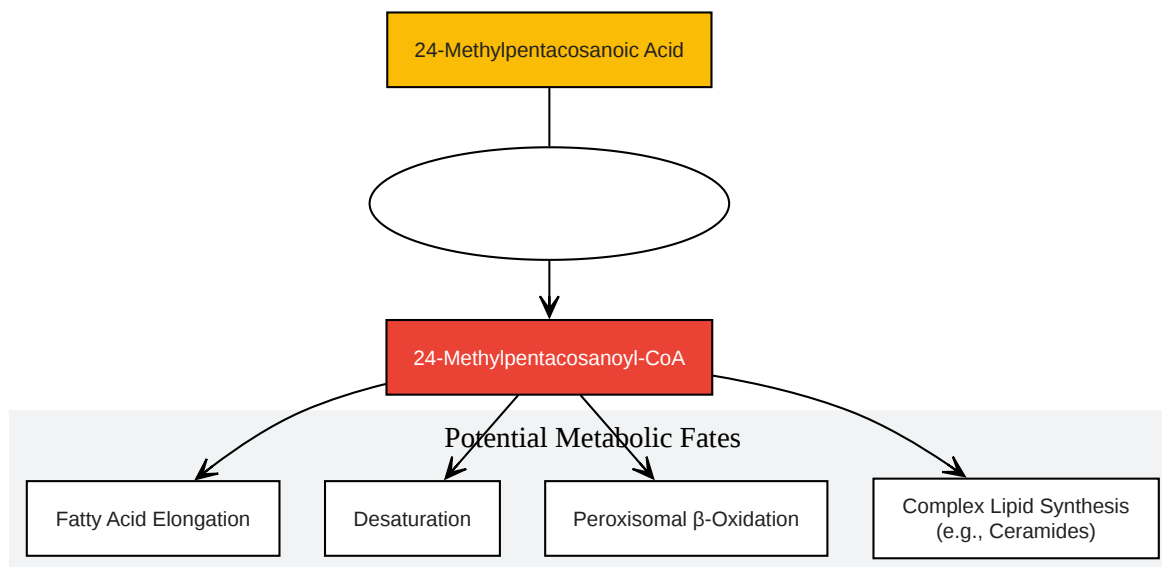 24-Methylpentacosanoic Acid
24-Methylpentacosanoyl-CoA
Potential Metabolic Fates
Fatty Acid Elongation
Desaturation
Peroxisomal β-Oxidation
Complex Lipid Synthesis
(e.g., Ceramides)